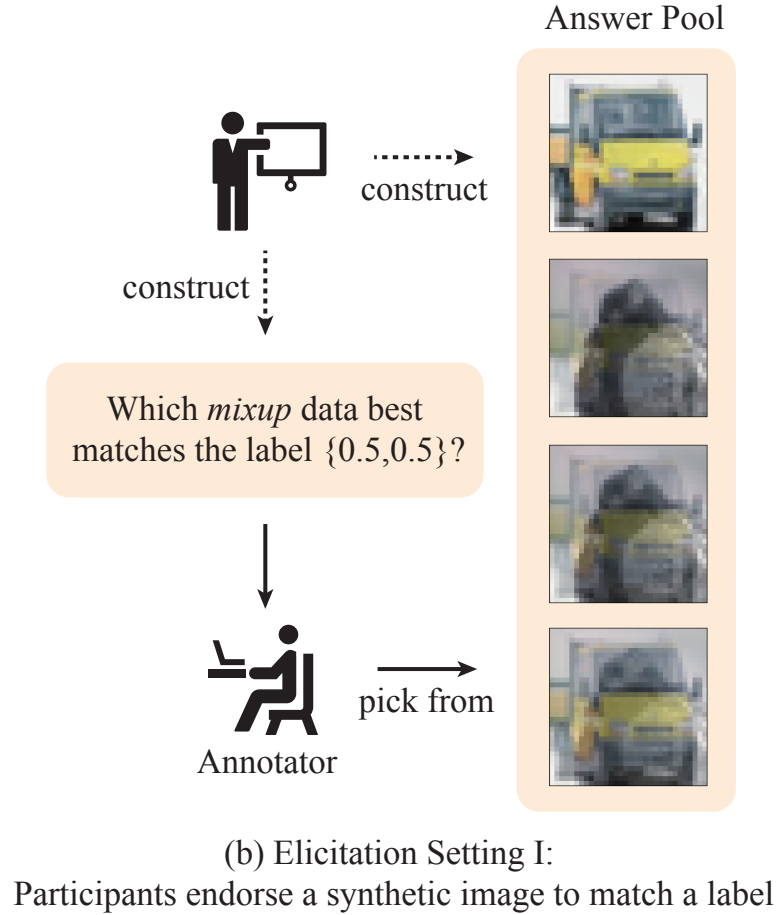 Answer Pool
construct
construct
Which mixup data best
matches the label {0.5,0.5}?
pick from
Annotator
(b) Elicitation Setting I:
Participants endorse a synthetic image to match a label